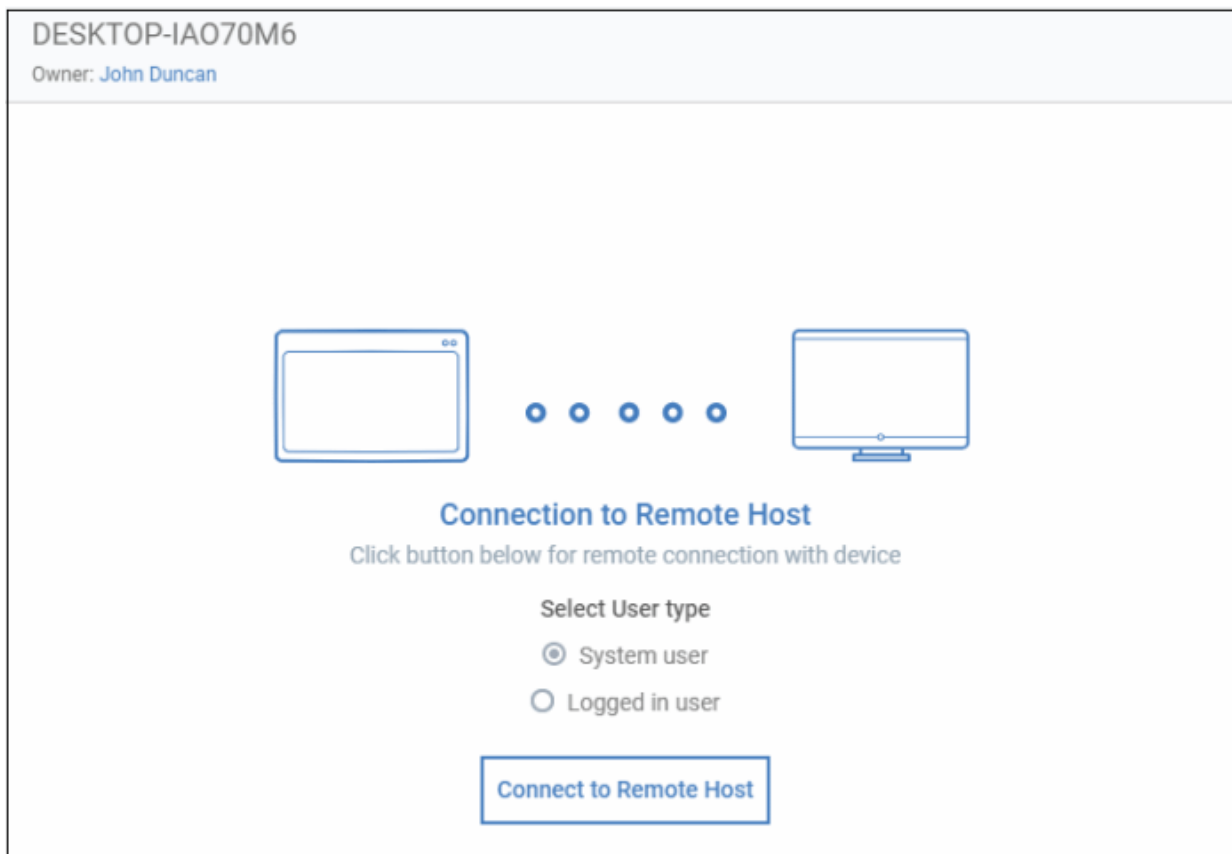 DESKTOP-IAO70M6
Owner: John Duncan
Connection to Remote Host
Click button below for remote connection with device
Select User type
System user
Logged in user
Connect to Remote Host